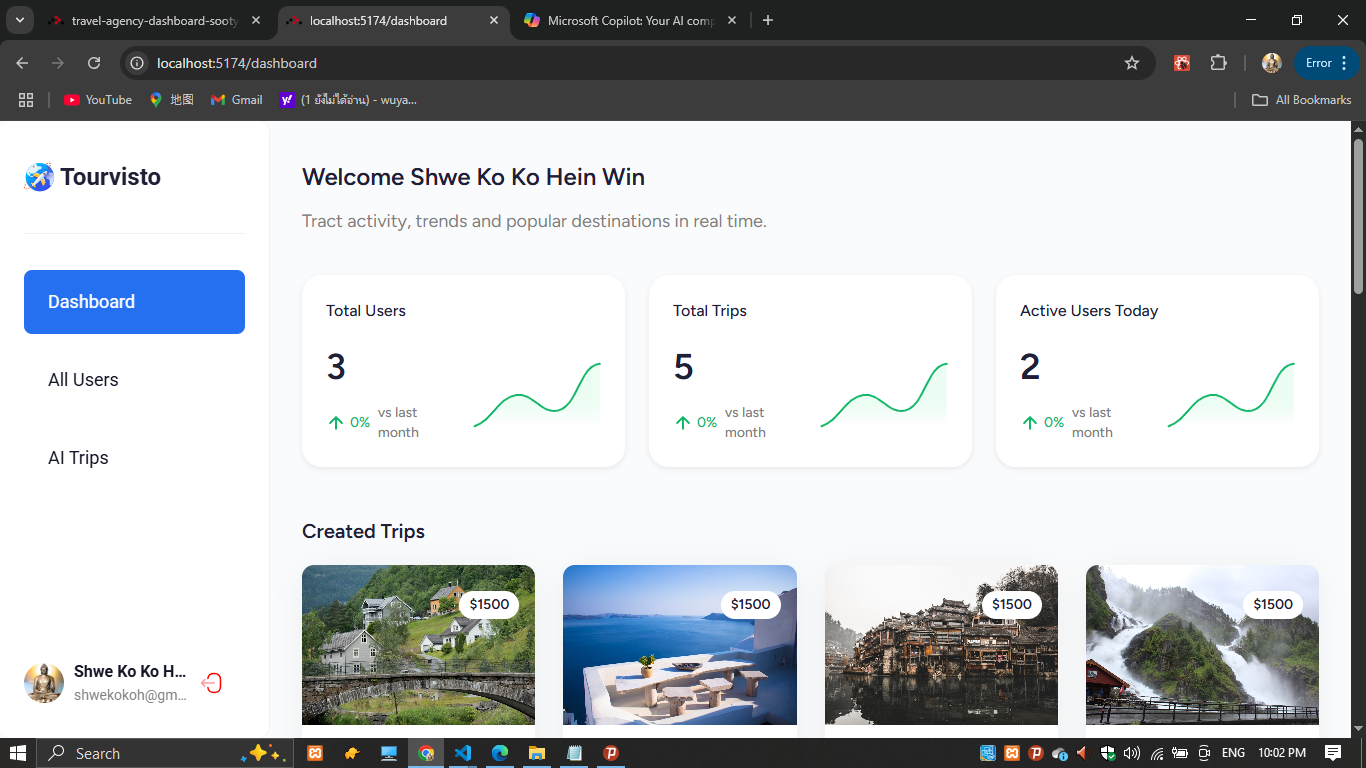 travel-agency-dashboard-sooty
localhost:5174/dashboard
Microsoft Copilot: Your AI comp
localhost:5174/dashboard
Error
YouTube
地图
Gmail
(1 ยังไม่ได้อ่าน) - wuya...
All Bookmarks
Tourvisto
Dashboard
All Users
AI Trips
Shwe Ko Ko H...
shwekokoh@gm...
Welcome Shwe Ko Ko Hein Win
Tract activity, trends and popular destinations in real time.
Total Users
3
0% vs last
month
Total Trips
5
0% vs last
month
Active Users Today
2
0% vs last
month
Created Trips
$1500
$1500
$1500
$1500
Search
ENG
10:02 PM